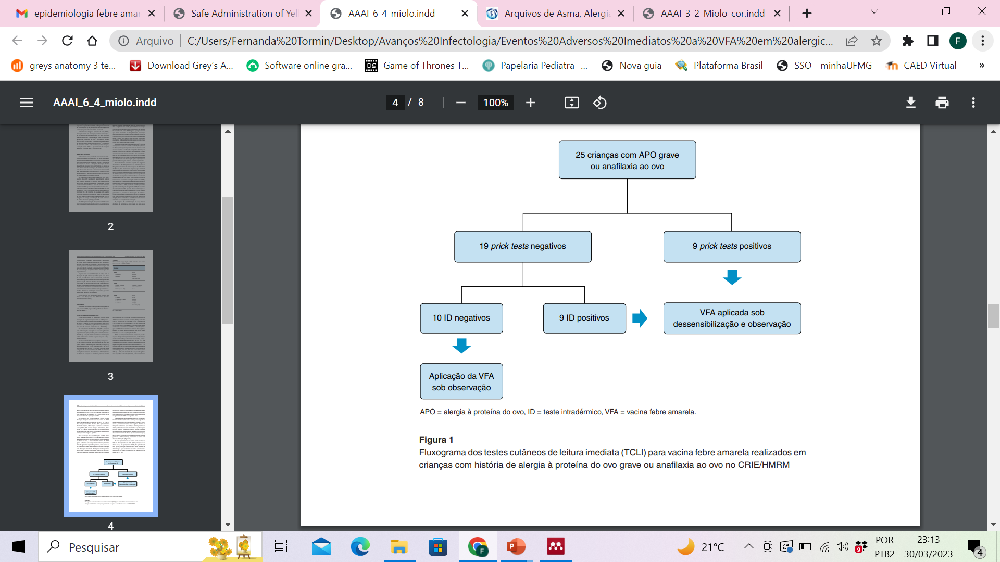 epidemiologia febre amar
Safe Administration of Yel
AAAI_6_4_miolo.indd
Arquivos de Asma, Alergia
AAAI_3_2_Miolo_cor.indd
Arquivo
C:/Users/Fernanda%20Tormin/Desktop/Avanços%20Infectologia/Eventos%20Adversos%20Imediatos%20a%20VFA%20em%20alergic...
F
greys anatomy 3 te...
Download Grey's A...
Software online gra...
Game of Thrones T...
Papelaria Pediatra -...
Nova guia
Plataforma Brasil
SSO - minhaUFMG
CAED Virtual
»
AAAI_6_4_miolo.indd
4 / 8
100%
2
3
4
25 crianças com APO grave
ou anafilaxia ao ovo
19 prick tests negativos
9 prick tests positivos
10 ID negativos
9 ID positivos
VFA aplicada sob
dessensibilização e observação
Aplicação da VFA
sob observação
APO = alergia à proteína do ovo, ID = teste intradérmico, VFA = vacina febre amarela.
Figura 1
Fluxograma dos testes cutâneos de leitura imediata (TCLI) para vacina febre amarela realizados em
crianças com história de alergia à proteína do ovo grave ou anafilaxia ao ovo no CRIE/HMRM
Pesquisar
21°C
9
POR
PTB2
23:13
30/03/2023
4